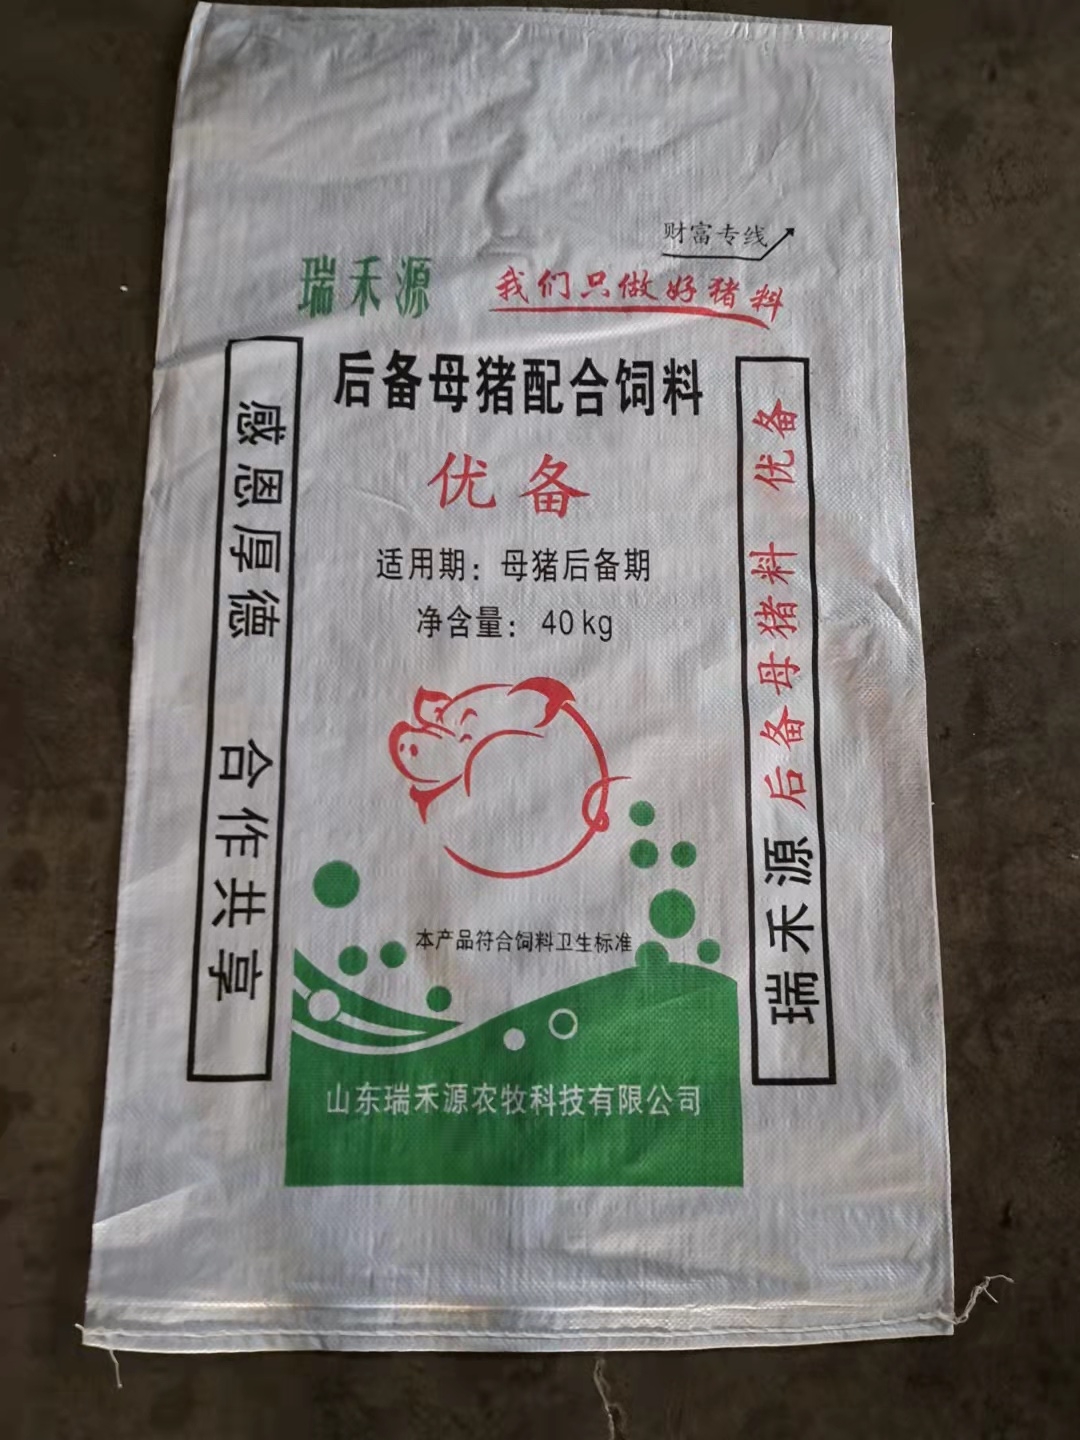 财富专线
瑞禾源
我们只做好猪料
后备母猪配合饲料
优备
适用期：母猪后备期
净含量：40kg
感恩厚德 合作共享
瑞禾源 后备母猪料 优备
本产品符合饲料卫生标准
山东瑞禾源农牧科技有限公司